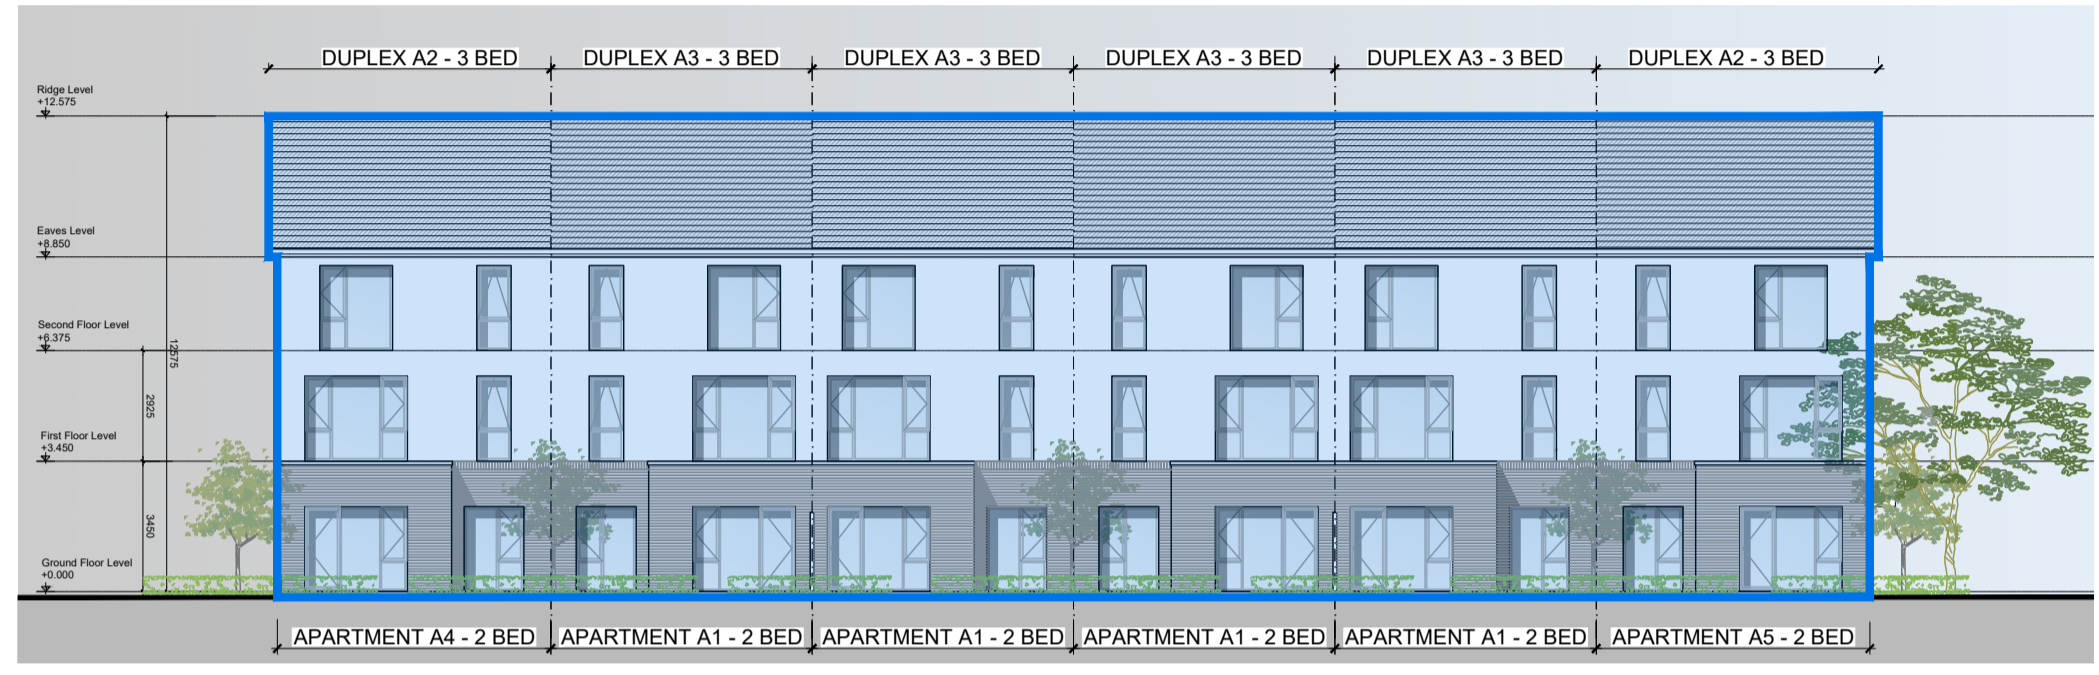 DUPLEX A2 - 3 BED
DUPLEX A3 - 3 BED
DUPLEX A3 - 3 BED
DUPLEX A3 - 3 BED
DUPLEX A3 - 3 BED
DUPLEX A2 - 3 BED
Ridge Level
+12.575
Eaves Level
+8.850
Second Floor Level
+6.375
12575
2925
First Floor Level
+3.450
3450
Ground Floor Level
+0.000
APARTMENT A4 - 2 BED
APARTMENT A1 - 2 BED
APARTMENT A1 - 2 BED
APARTMENT A1 - 2 BED
APARTMENT A1 - 2 BED
APARTMENT A5 - 2 BED